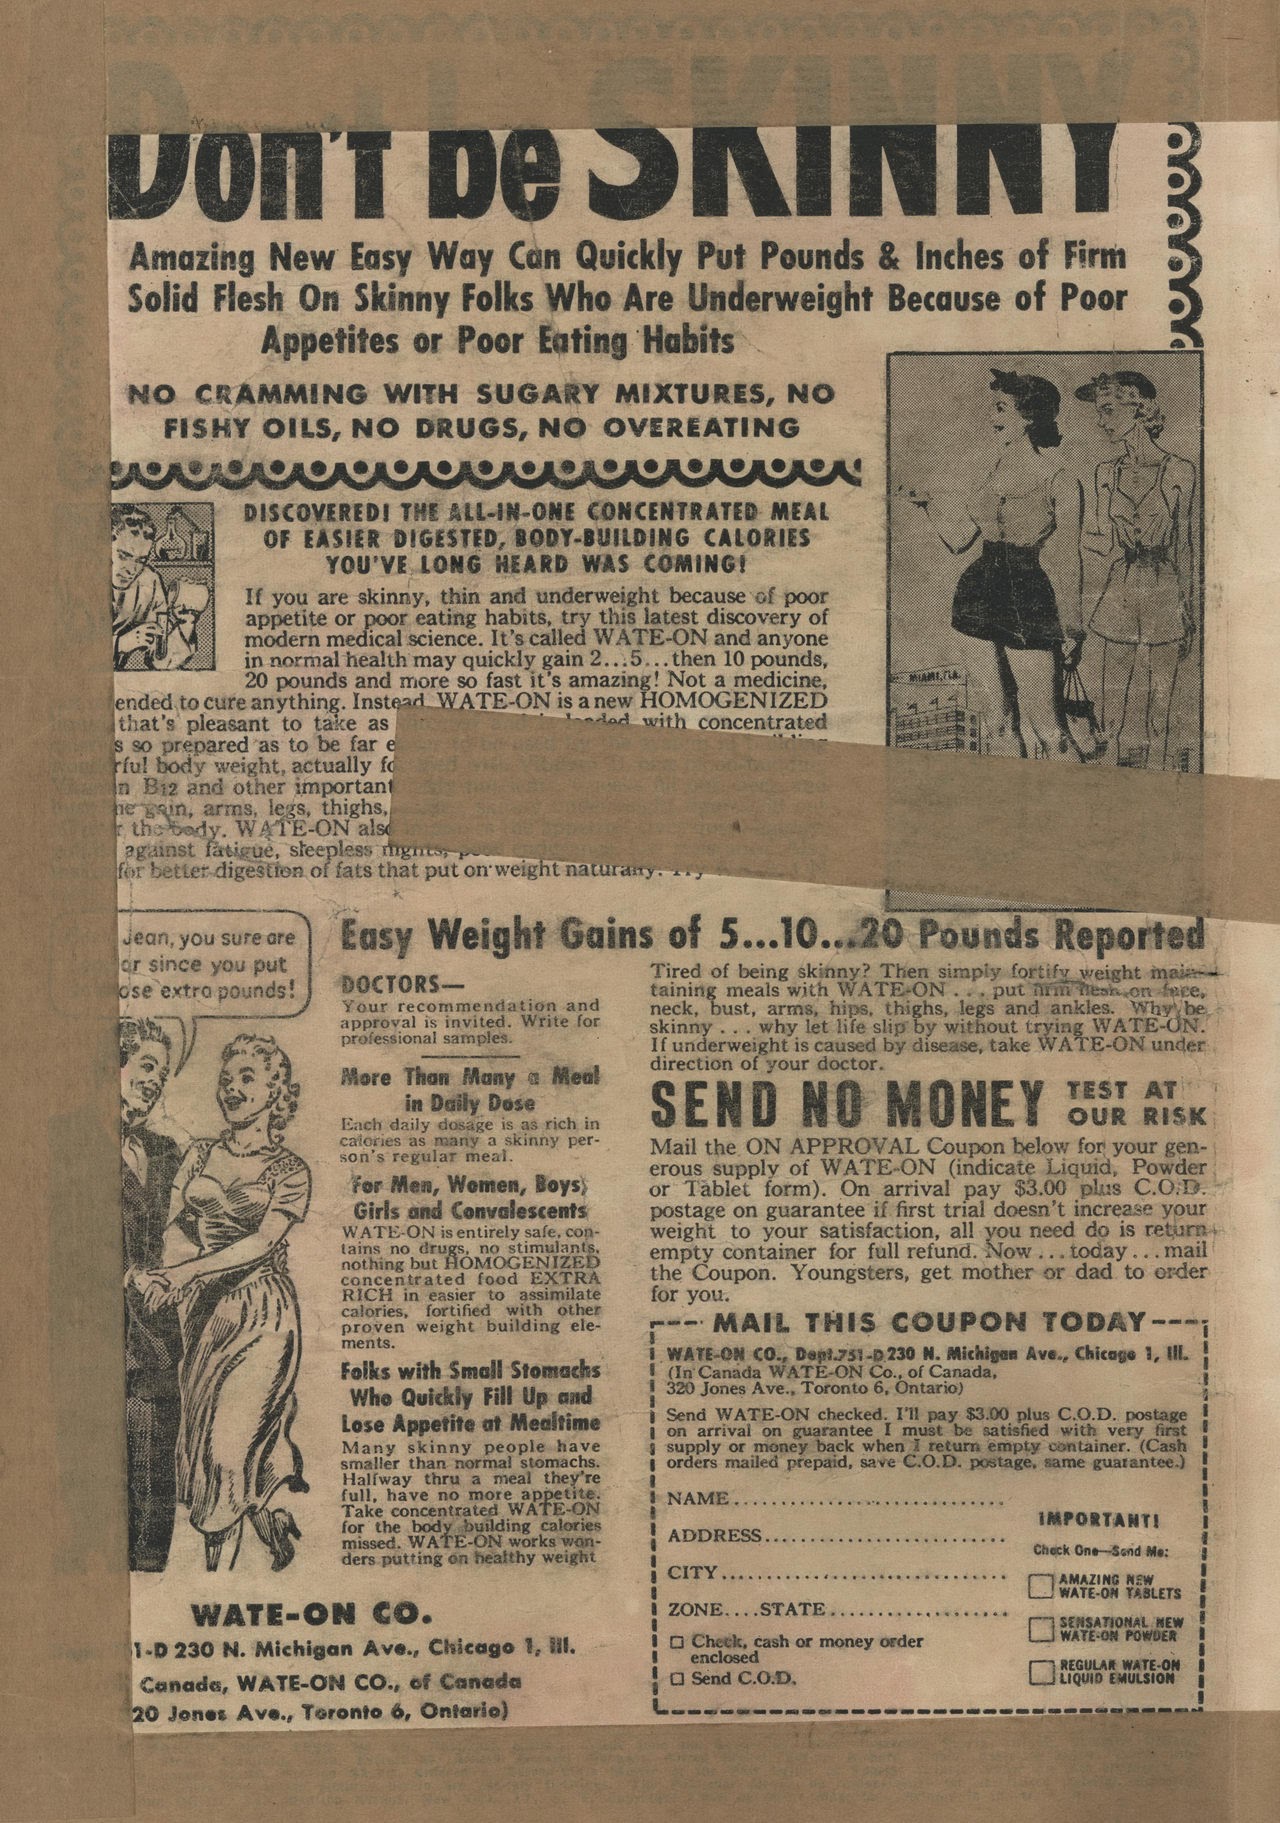 Don't be SKINNY
Amazing New Easy Way Can Quickly Put Pounds & Inches of Firm
Solid Flesh On Skinny Folks Who Are Underweight Because of Poor
Appetites or Poor Eating Habits
NO CRAMMING WITH SUGARY MIXTURES, NO
FISHY OILS, NO DRUGS, NO OVEREATING
DISCOVERED! THE ALL-IN-ONE CONCENTRATED MEAL
OF EASIER DIGESTED, BODY-BUILDING CALORIES
YOU'VE LONG HEARD WAS COMING!
If you are skinny, thin and underweight because of poor
appetite or poor eating habits, try this latest discovery of
modern medical science. It's called WATE-ON and anyone
in normal health may quickly gain 2...5...then 10 pounds,
20 pounds and more so fast it's amazing! Not a medicine,
ended to cure anything. Instead, WATE-ON is a new HOMOGENIZED
that's pleasant to take as loaded with concentrated
s so prepared as to be far e
rful body weight, actually fo
n B12 and other important
gain, arms, legs, thighs,
r the body. WATE-ON also
against fatigue, sleepless nights,
for better digestion of fats that put on weight naturally. Try
MIAMI, FLA.
Jean, you sure are
ar since you put
ose extra pounds!
Easy Weight Gains of 5...10...20 Pounds Reported
DOCTORS—
Your recommendation and
approval is invited. Write for
professional samples.
More Than Many a Meal
in Daily Dose
Each daily dosage is as rich in
calories as many a skinny per-
son's regular meal.
For Men, Women, Boys,
Girls and Convalescents
WATE-ON is entirely safe, con-
tains no drugs, no stimulants,
nothing but HOMOGENIZED
concentrated food EXTRA
RICH in easier to assimilate
calories, fortified with other
proven weight building ele-
ments.
Folks with Small Stomachs
Who Quickly Fill Up and
Lose Appetite at Mealtime
Many skinny people have
smaller than normal stomachs.
Halfway thru a meal they're
full, have no more appetite.
Take concentrated WATE-ON
for the body building calories
missed. WATE-ON works won-
ders putting on healthy weight
WATE-ON CO.
1-D 230 N. Michigan Ave., Chicago 1, Ill.
Canada, WATE-ON CO., of Canada
20 Jones Ave., Toronto 6, Ontario)
Tired of being skinny? Then simply fortify weight main-
taining meals with WATE-ON . . . put firm flesh on face,
neck, bust, arms, hips, thighs, legs and ankles. Why be
skinny . . . why let life slip by without trying WATE-ON.
If underweight is caused by disease, take WATE-ON under
direction of your doctor.
SEND NO MONEY TEST AT
OUR RISK
Mail the ON APPROVAL Coupon below for your gen-
erous supply of WATE-ON (indicate Liquid, Powder
or Tablet form). On arrival pay $3.00 plus C.O.D.
postage on guarantee if first trial doesn't increase your
weight to your satisfaction, all you need do is return
empty container for full refund. Now...today...mail
the Coupon. Youngsters, get mother or dad to order
for you.
MAIL THIS COUPON TODAY
WATE-ON CO., Dept.751-D 230 N. Michigan Ave., Chicago 1, Ill.
(In Canada WATE-ON Co., of Canada,
320 Jones Ave., Toronto 6, Ontario)
Send WATE-ON checked. I'll pay $3.00 plus C.O.D. postage
on arrival on guarantee I must be satisfied with very first
supply or money back when I return empty container. (Cash
orders mailed prepaid, save C.O.D. postage, same guarantee.)
NAME..............................
ADDRESS..........................
CITY...............................
ZONE....STATE...................
Check, cash or money order
enclosed
Send C.O.D.
IMPORTANT!
Check One—Send Me:
AMAZING NEW
WATE-ON TABLETS
SENSATIONAL NEW
WATE-ON POWDER
REGULAR WATE-ON
LIQUID EMULSION